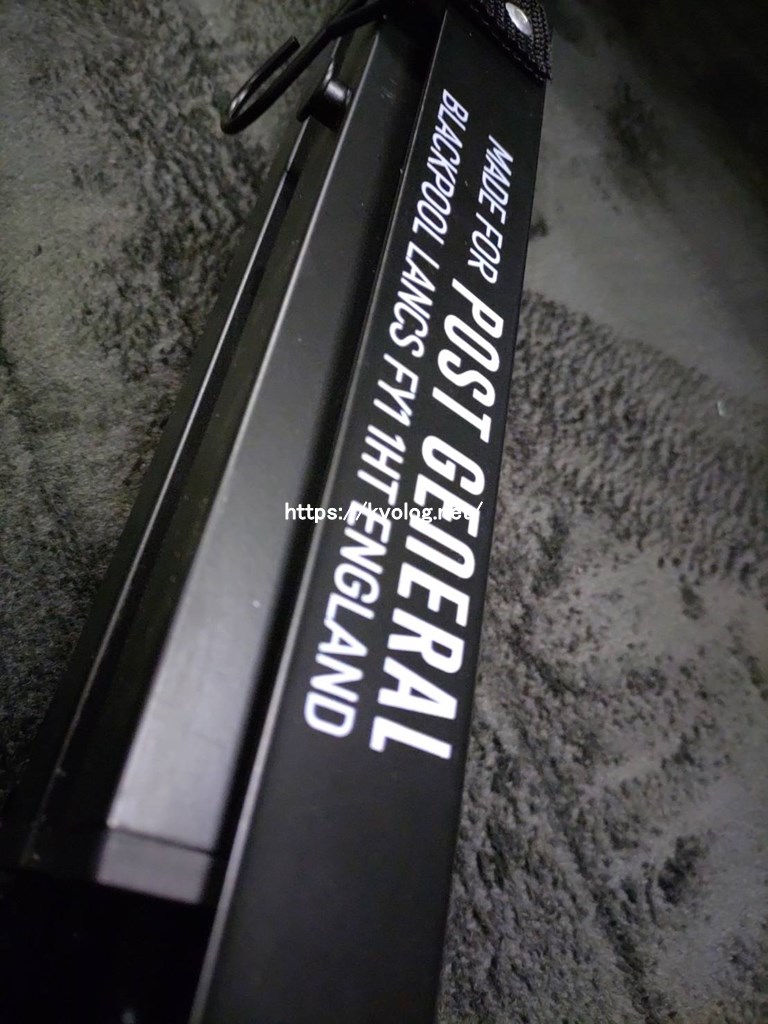 MADE FOR POST GENERAL
BLACKPOOL LANCS FY1 1HT ENGLAND
https://kyolog.net/